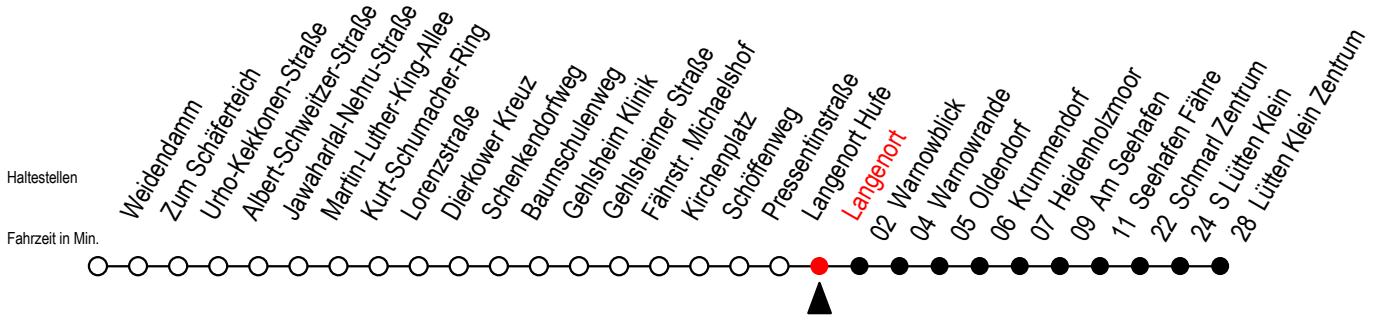 Haltestellen
Fahrzeit in Min.
Weidendamm
Zum Schäferteich
Urho-Kekkonen-Straße
Albert-Schweitzer-Straße
Jawaharlal-Nehru-Straße
Martin-Luther-King-Allee
Kurt-Schumacher-Ring
Lorenzstraße
Dierkower Kreuz
Schenkendorfweg
Baumschulenweg
Gehlsheim Klinik
Gehlsheimer Straße
Fährstr. Michaelshof
Kirchenplatz
Schöffenweg
Pressentinstraße
Langenort Hufe
Langenort
02 Warnowblick
04 Warnowrande
05 Oldendorf
06 Krummendorf
07 Heidenholzmoor
09 Am Seehafen
11 Seehafen Fähre
22 Schmarl Zentrum
24 S Lütten Klein
28 Lütten Klein Zentrum